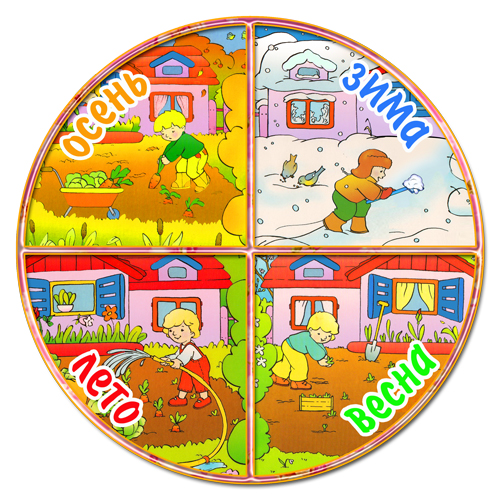 осень
зима
лето
весна